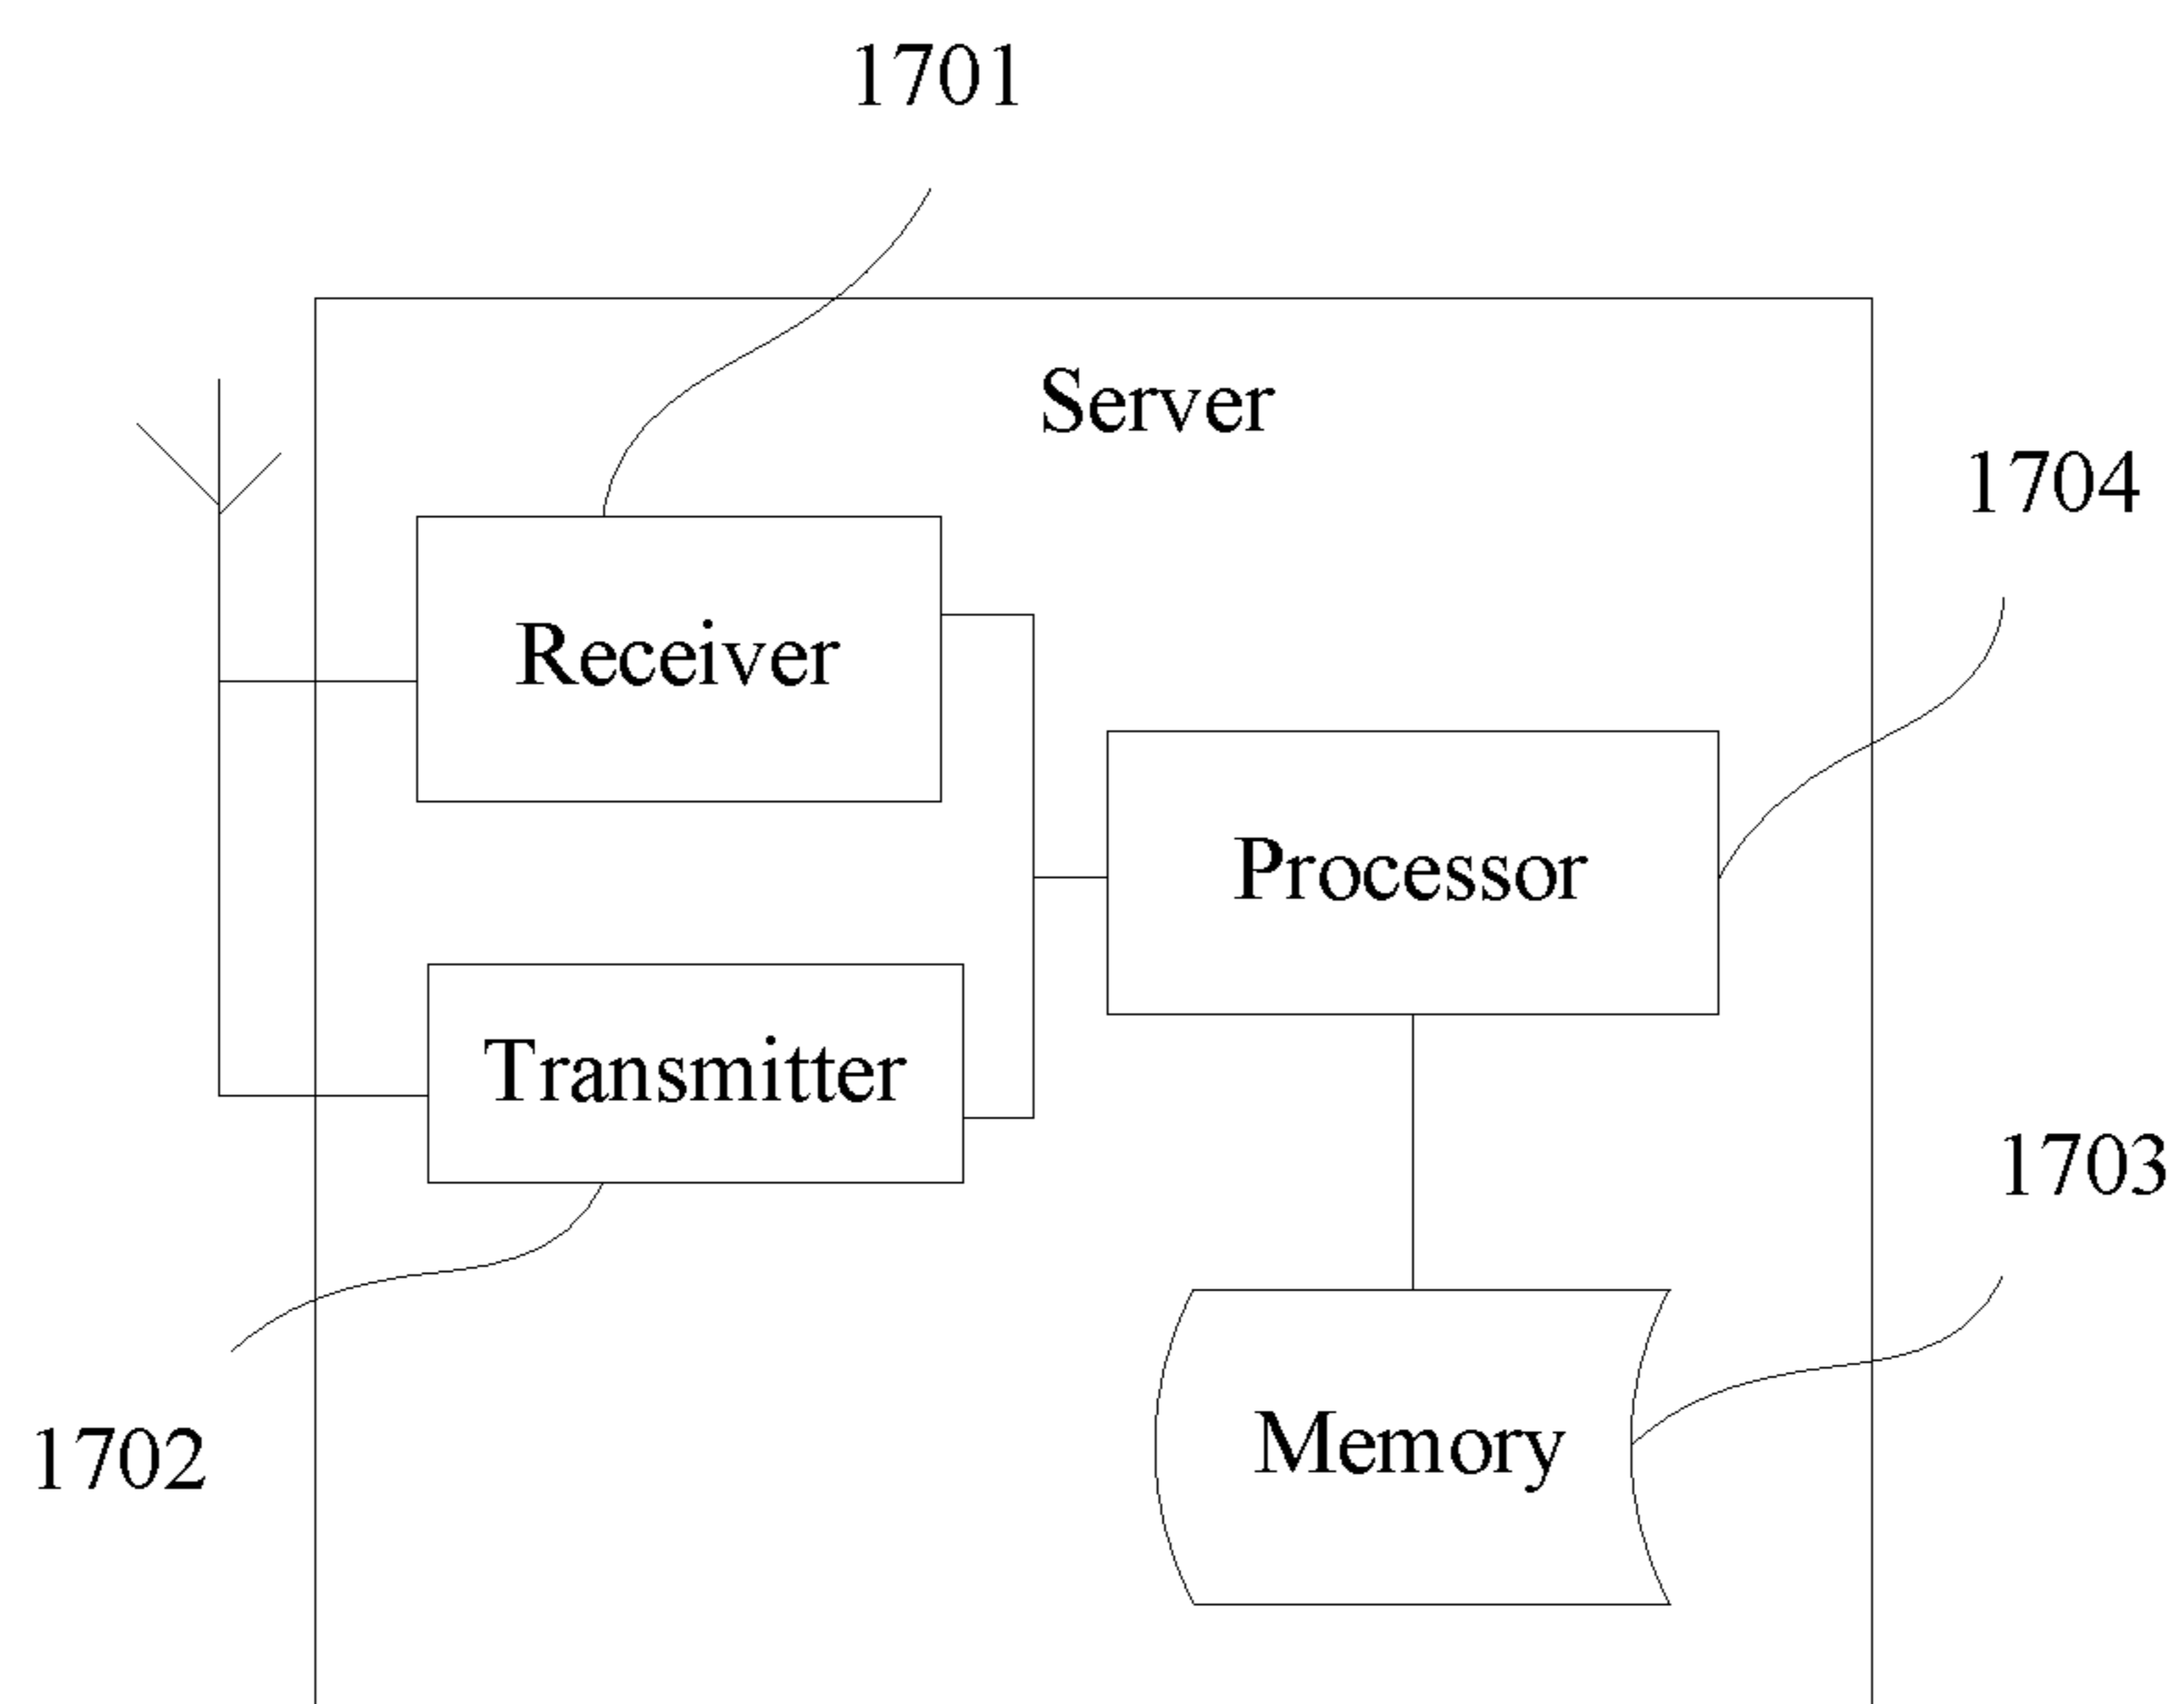 1701
Server
1704
Receiver
Processor
Transmitter
1703
Memory
1702